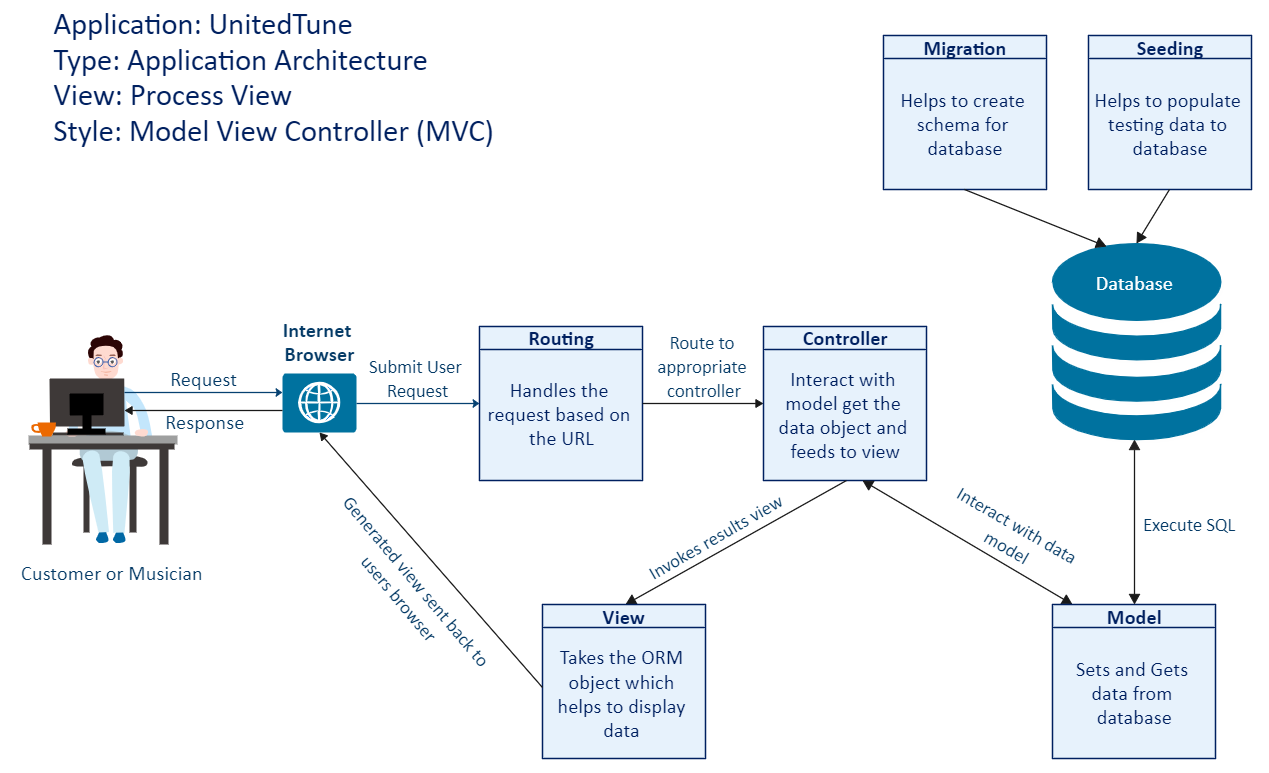 Application: UnitedTune
Type: Application Architecture
View: Process View
Style: Model View Controller (MVC)
Migration
Helps to create
schema for
database
Seeding
Helps to populate
testing data to
database
Database
Internet
Browser
Request
Response
Customer or Musician
Submit User
Request
Routing
Handles the
request based on
the URL
Route to
appropriate
controller
Controller
Interact with
model get the
data object and
feeds to view
Generated view sent back to
users browser
Invokes results view
Interact with data
model
Execute SQL
View
Takes the ORM
object which
helps to display
data
Model
Sets and Gets
data from
database